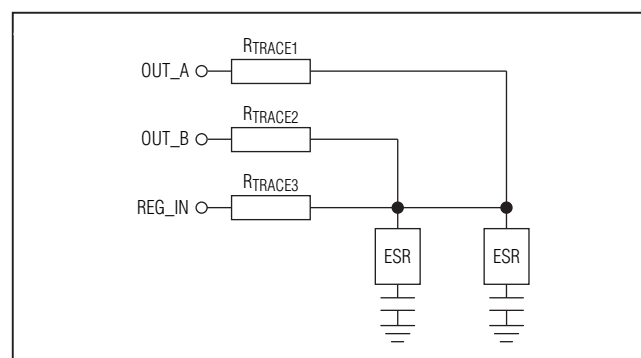 RTRACE1
OUT_A
RTRACE2
OUT_B
RTRACE3
REG_IN
ESR
ESR